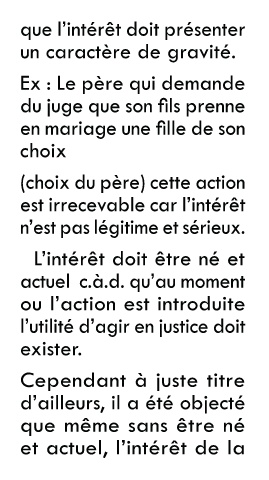 que l'intérêt doit présenter
un caractère de gravité.
Ex : Le père qui demande
du juge que son fils prenne
en mariage une fille de son
choix
(choix du père) cette action
est irrecevable car l'intérêt
n'est pas légitime et sérieux.
L'intérêt doit être né et
actuel c.à.d. qu'au moment
ou l'action est introduite
l'utilité d'agir en justice doit
exister.
Cependant à juste titre
d'ailleurs, il a été objecté
que même sans être né
et actuel, l'intérêt de la